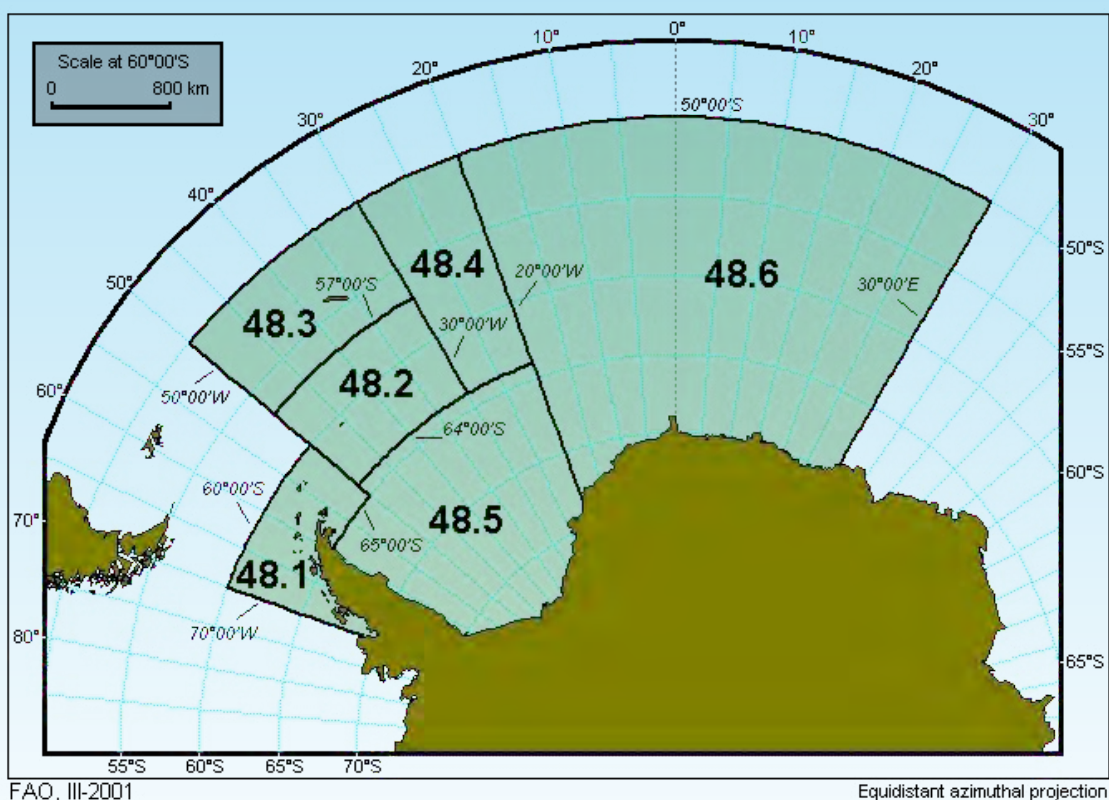 Scale at 60°00'S
0 800 km
0°
10°
10°
20°
20°
30°
30°
40°
50°
60°
70°
80°
50°00'S
48.4
48.6
20°00'W
57°00'S
30°00'E
48.3
30°00'W
48.2
50°00'W
64°00'S
60°00'S
48.5
65°00'S
48.1
70°00'W
50°S
55°S
60°S
65°S
55°S
60°S
65°S
70°S
FAO, III-2001
Equidistant azimuthal projection